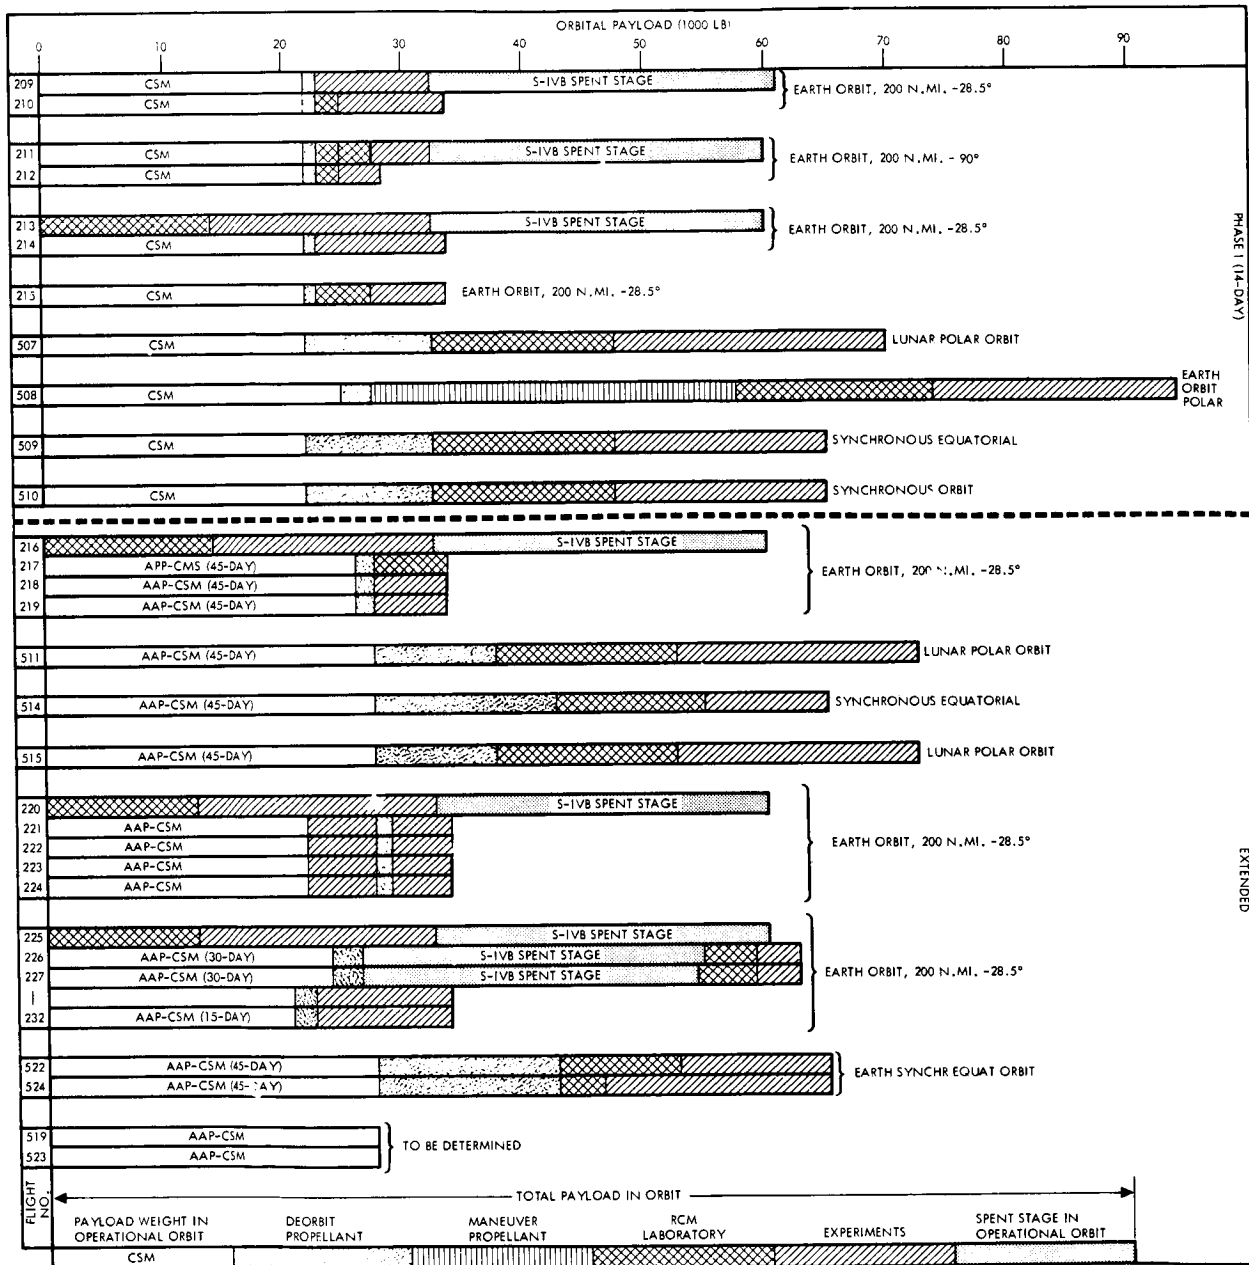 ORBITAL PAYLOAD (1000 LB)
0 10 20 30 40 50 60 70 80 90
209 CSM S-IVB SPENT STAGE
210 CSM
EARTH ORBIT, 200 N.MI. -28.5°
211 CSM S-IVB SPENT STAGE
212 CSM
EARTH ORBIT, 200 N.MI. - 90°
213 S-IVB SPENT STAGE
214 CSM
EARTH ORBIT, 200 N.MI. -28.5°
215 CSM EARTH ORBIT, 200 N.MI. -28.5°
507 CSM LUNAR POLAR ORBIT
508 CSM EARTH
ORBIT
POLAR
509 CSM SYNCHRONOUS EQUATORIAL
510 CSM SYNCHRONOUS ORBIT
PHASE 1 (14-DAY)
216 S-IVB SPENT STAGE
217 APP-CMS (45-DAY)
218 AAP-CSM (45-DAY)
219 AAP-CSM (45-DAY)
EARTH ORBIT, 200 N.MI. -28.5°
511 AAP-CSM (45-DAY) LUNAR POLAR ORBIT
514 AAP-CSM (45-DAY) SYNCHRONOUS EQUATORIAL
515 AAP-CSM (45-DAY) LUNAR POLAR ORBIT
220 S-IVB SPENT STAGE
221 AAP-CSM
222 AAP-CSM
223 AAP-CSM
224 AAP-CSM
EARTH ORBIT, 200 N.MI. -28.5°
EXTENDED
225 S-IVB SPENT STAGE
226 AAP-CSM (30-DAY) S-IVB SPENT STAGE
227 AAP-CSM (30-DAY) S-IVB SPENT STAGE
|
232 AAP-CSM (15-DAY)
EARTH ORBIT, 200 N.MI. -28.5°
522 AAP-CSM (45-DAY)
524 AAP-CSM (45-DAY)
EARTH SYNCHR EQUAT ORBIT
519 AAP-CSM
523 AAP-CSM
TO BE DETERMINED
FLIGHT
NO.
TOTAL PAYLOAD IN ORBIT
PAYLOAD WEIGHT IN
OPERATIONAL ORBIT
DEORBIT
PROPELLANT
MANEUVER
PROPELLANT
RCM
LABORATORY
EXPERIMENTS
SPENT STAGE IN
OPERATIONAL ORBIT
CSM